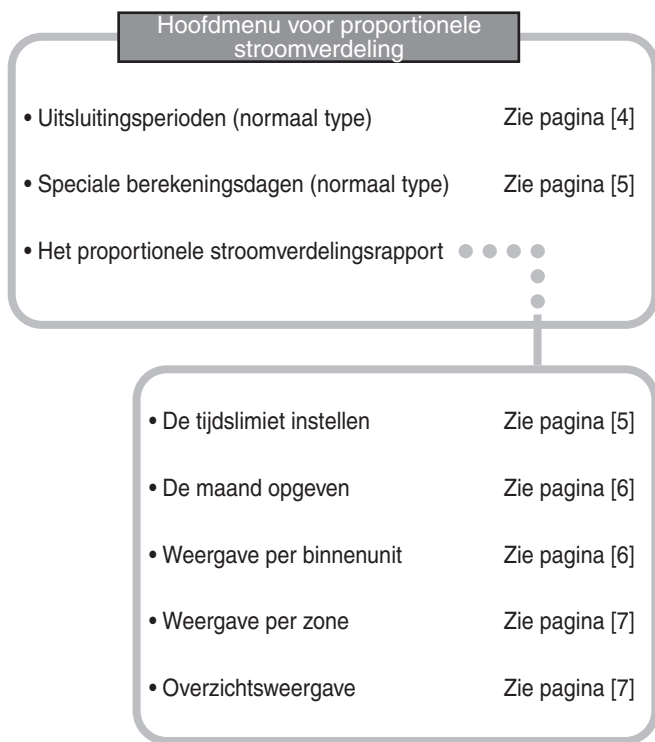 Hoofdmenu voor proportionele
stroomverdeling
• Uitsluitingsperioden (normaal type) Zie pagina [4]
• Speciale berekeningsdagen (normaal type) Zie pagina [5]
• Het proportionele stroomverdelingsrapport
• De tijdslimiet instellen Zie pagina [5]
• De maand opgeven Zie pagina [6]
• Weergave per binnenunit Zie pagina [6]
• Weergave per zone Zie pagina [7]
• Overzichtsweergave Zie pagina [7]